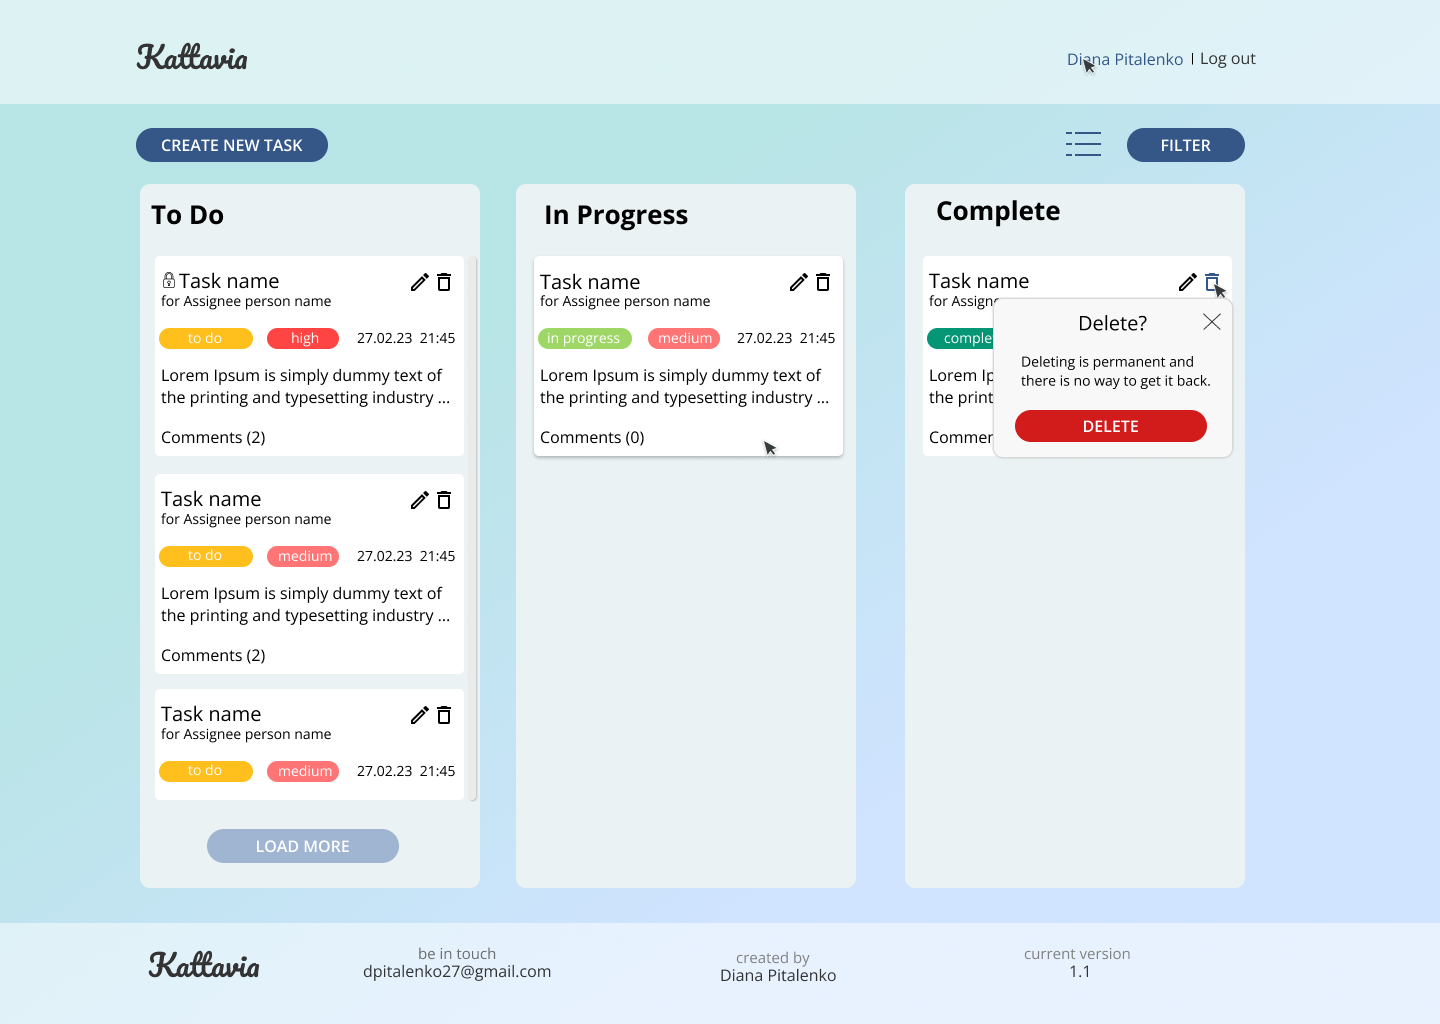 Kattavia
Diana Pitalenko | Log out
CREATE NEW TASK
FILTER
To Do
Task name
for Assignee person name
to do high 27.02.23 21:45
Lorem Ipsum is simply dummy text of
the printing and typesetting industry ...
Comments (2)
Task name
for Assignee person name
to do medium 27.02.23 21:45
Lorem Ipsum is simply dummy text of
the printing and typesetting industry ...
Comments (2)
Task name
for Assignee person name
to do medium 27.02.23 21:45
LOAD MORE
In Progress
Task name
for Assignee person name
in progress medium 27.02.23 21:45
Lorem Ipsum is simply dummy text of
the printing and typesetting industry ...
Comments (0)
Complete
Task name
for Assigne
comple
Lorem Ip
the print
Commen
Delete?
Deleting is permanent and
there is no way to get it back.
DELETE
Kattavia
be in touch
dpitalenko27@gmail.com
created by
Diana Pitalenko
current version
1.1